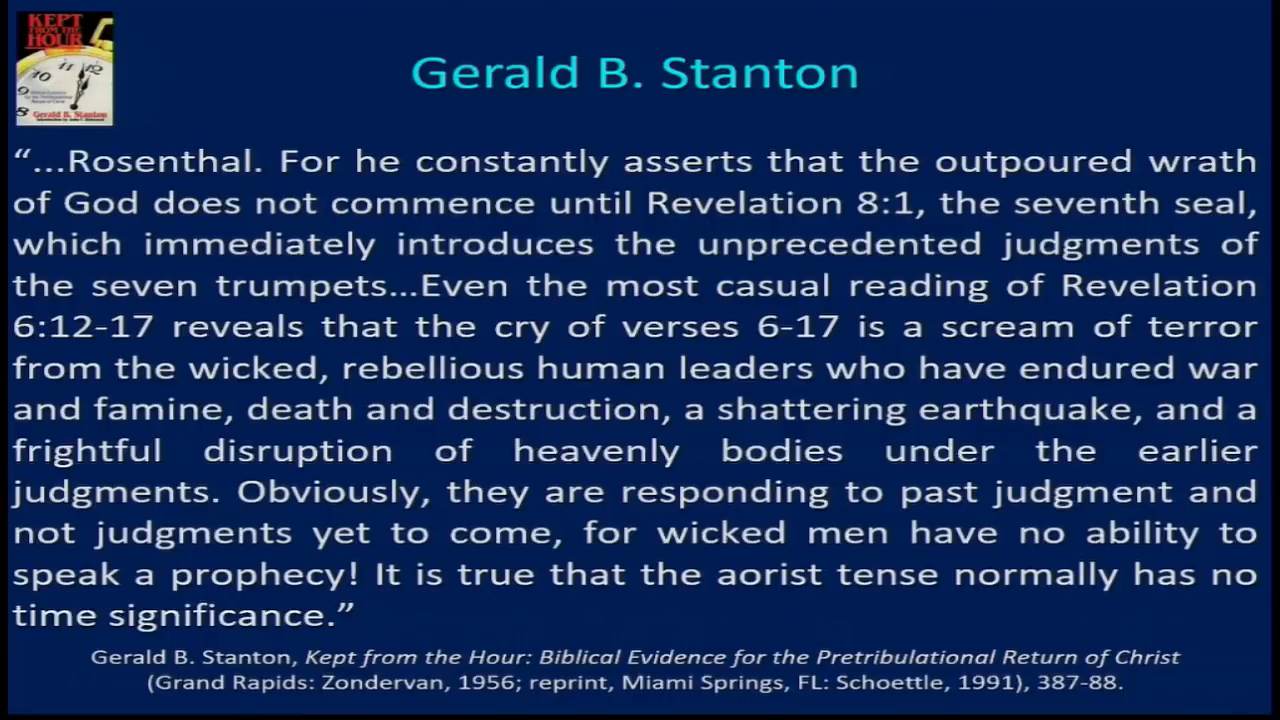 KEPT
FROM THE
HOUR
Gerald B. Stanton
10
11
12
9
8
Gerald B. Stanton
“...Rosenthal. For he constantly asserts that the outpoured wrath
of God does not commence until Revelation 8:1, the seventh seal,
which immediately introduces the unprecedented judgments of
the seven trumpets...Even the most casual reading of Revelation
6:12-17 reveals that the cry of verses 6-17 is a scream of terror
from the wicked, rebellious human leaders who have endured war
and famine, death and destruction, a shattering earthquake, and a
frightful disruption of heavenly bodies under the earlier
judgments. Obviously, they are responding to past judgment and
not judgments yet to come, for wicked men have no ability to
speak a prophecy! It is true that the aorist tense normally has no
time significance.”
Gerald B. Stanton, Kept from the Hour: Biblical Evidence for the Pretribulational Return of Christ
(Grand Rapids: Zondervan, 1956; reprint, Miami Springs, FL: Schoettle, 1991), 387-88.